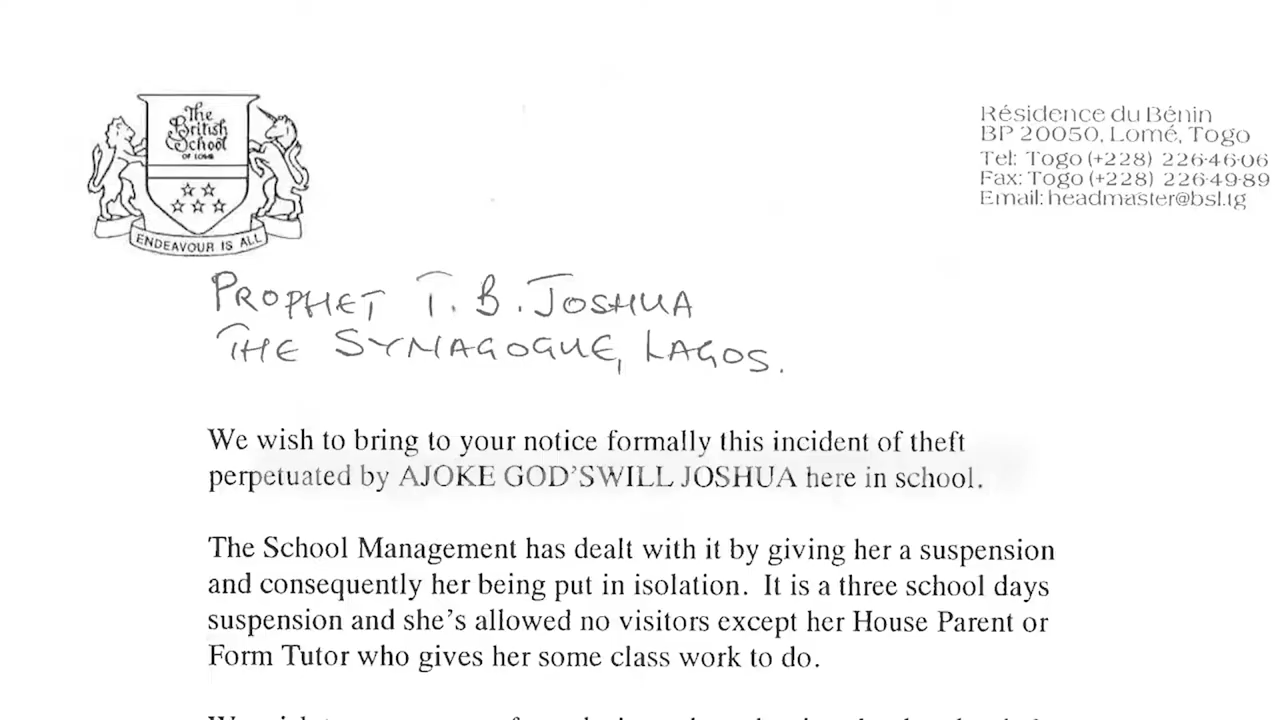 The
British
School
OF LOMÉ
ENDEAVOUR IS ALL
Résidence du Bénin
BP 20050, Lomé, Togo
Tel: Togo (+228) 226-46-06
Fax: Togo (+228) 226-49-89
Email: headmaster@bsl.tg
PROPHET T. B. JOSHUA
THE SYNAGOGUE, LAGOS.
We wish to bring to your notice formally this incident of theft
perpetuated by AJOKE GOD'SWILL JOSHUA here in school.
The School Management has dealt with it by giving her a suspension
and consequently her being put in isolation. It is a three school days
suspension and she's allowed no visitors except her House Parent or
Form Tutor who gives her some class work to do.